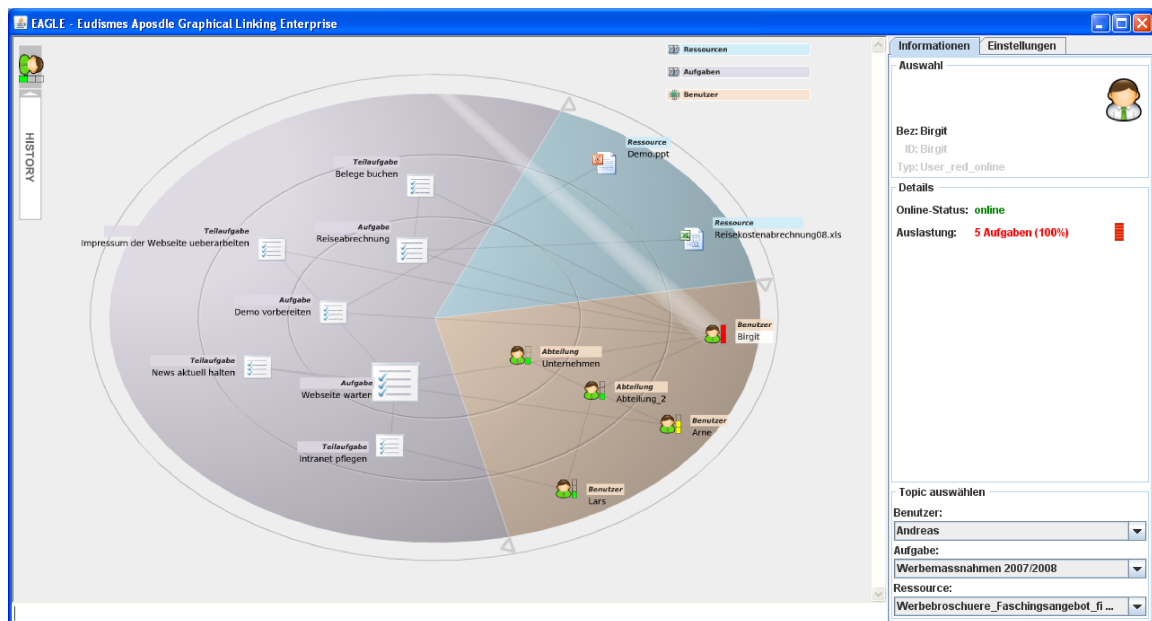 EAGLE - Eudismes Aposdle Graphical Linking Enterprise
HISTORY
Ressourcen
Aufgaben
Benutzer
Ressource
Demo.ppt
Teilaufgabe
Belege buchen
Ressource
Reisekostenabrechnung08.xls
Aufgabe
Reiseabrechnung
Teilaufgabe
Impressum der Webseite ueberarbeiten
Aufgabe
Demo vorbereiten
Benutzer
Birgit
Abteilung
Unternehmen
Teilaufgabe
News aktuell halten
Aufgabe
Webseite warten
Abteilung
Abteilung_2
Benutzer
Arne
Teilaufgabe
Intranet pflegen
Benutzer
Lars
Informationen
Einstellungen
Auswahl
Bez: Birgit
ID: Birgit
Typ: User_red_online
Details
Online-Status: online
Auslastung: 5 Aufgaben (100%)
Topic auswählen
Benutzer:
Andreas
Aufgabe:
Werbemassnahmen 2007/2008
Ressource:
Werbebroschuere_Faschingsangebot_fi ...